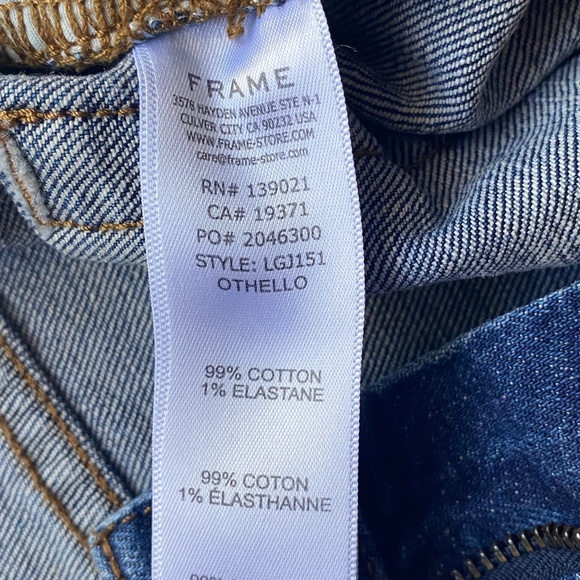 FRAME
3578 HAYDEN AVENUE STE N-1
CULVER CITY CA 90232 USA
WWW.FRAME-STORE.COM
care@frame-store.com
RN# 139021
CA# 19371
PO# 2046300
STYLE: LGJ151
OTHELLO
99% COTTON
1% ELASTANE
99% COTON
1% ÉLASTHANNE